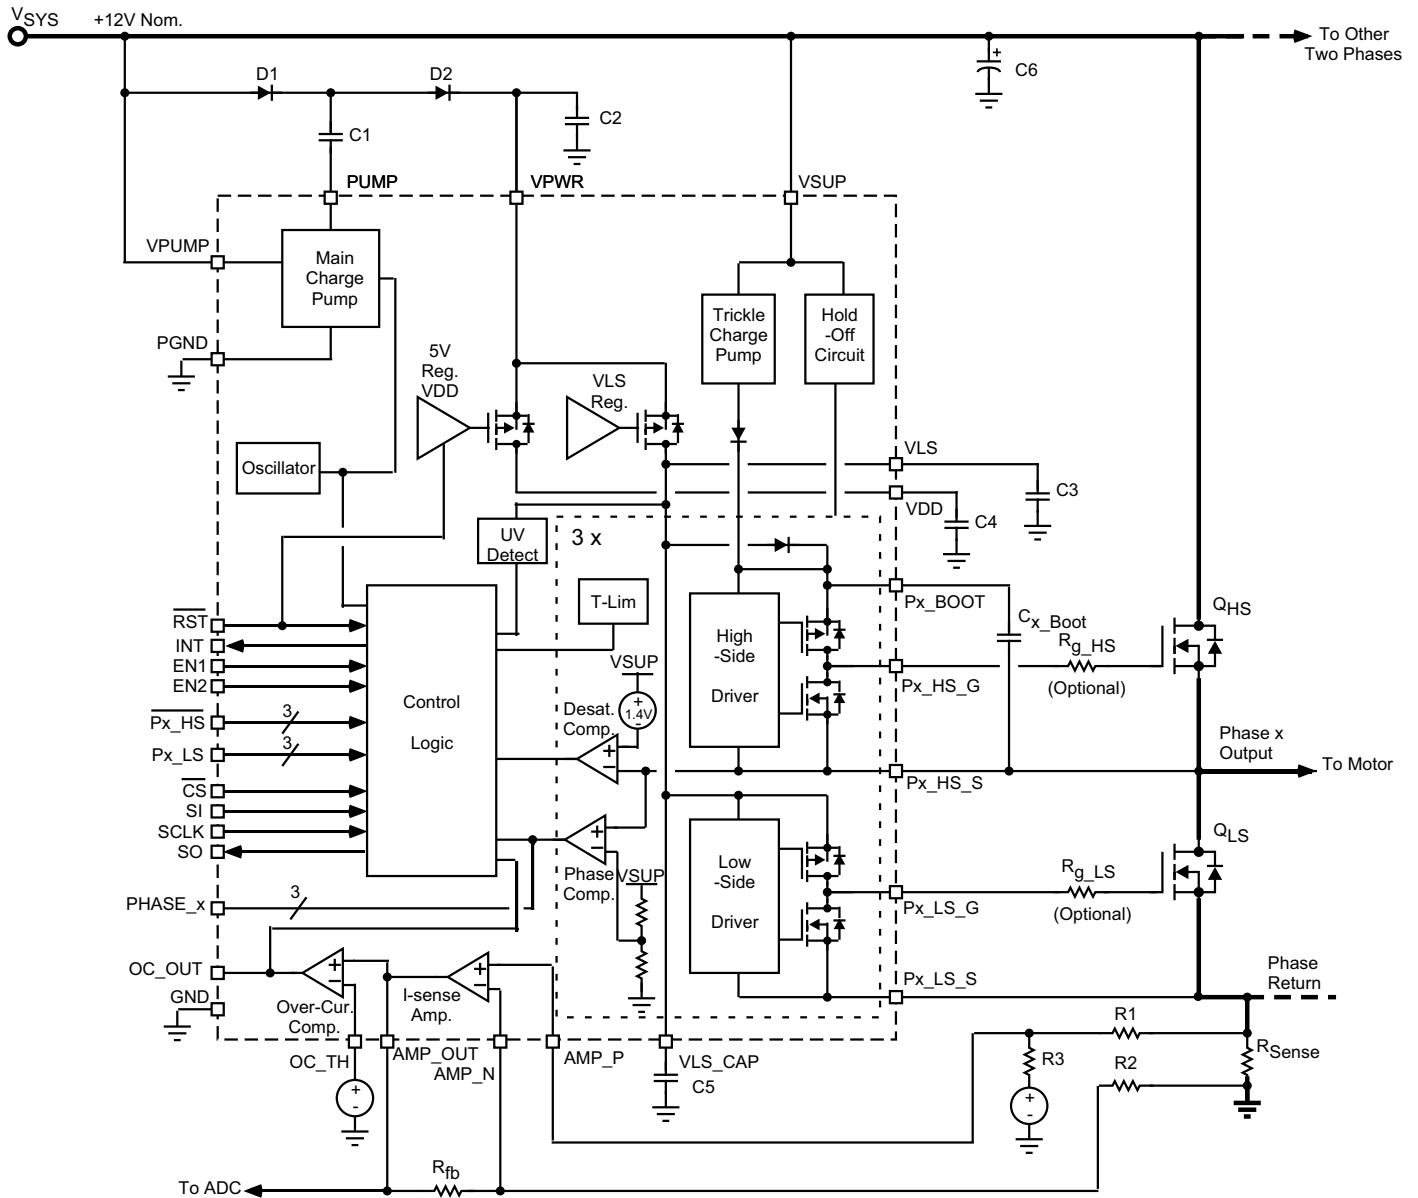 VSYS +12V Nom.
To Other
Two Phases
D1
D2
C6
C1
C2
PUMP
VPWR
VSUP
VPUMP
Main
Charge
Pump
Trickle
Charge
Pump
Hold
-Off
Circuit
PGND
5V
Reg.
VDD
VLS
Reg.
VLS
Oscillator
C3
VDD
C4
UV
Detect
3 x
T-Lim
Px_BOOT
QHS
Cx_Boot
RST
INT
EN1
EN2
High
-Side
Driver
Rg_HS
(Optional)
VSUP
Px_HS_G
Control
Logic
Desat.
Comp.
+
1.4V
-
Px_HS
3
Px_LS
3
+
–
Phase x
Output
To Motor
Px_HS_S
CS
SI
SCLK
SO
QLS
+
–
Phase
Comp.
VSUP
Low
-Side
Driver
Rg_LS
(Optional)
Px_LS_G
PHASE_x
3
OC_OUT
+
–
+
–
Px_LS_S
Phase
Return
GND
Over-Cur.
Comp.
I-sense
Amp.
R1
OC_TH
AMP_OUT
AMP_N
AMP_P
VLS_CAP
C5
R3
R2
RSense
+
-
+
-
Rfb
To ADC